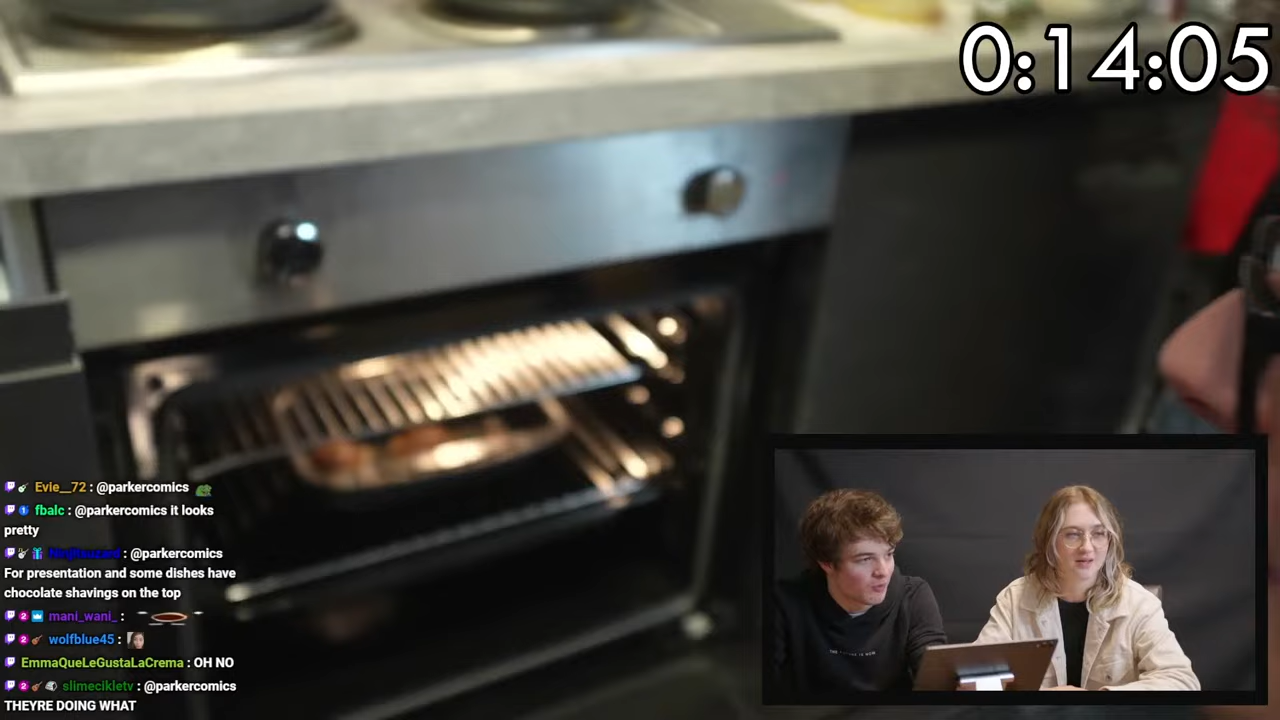 0:14:05
Evie__72 : @parkercomics
fbalc : @parkercomics it looks
pretty
: @parkercomics
For presentation and some dishes have
chocolate shavings on the top
mani_wani_ :
wolfblue45 :
EmmaQueLeGustaLaCrema : OH NO
slimecikletv : @parkercomics
THEYRE DOING WHAT